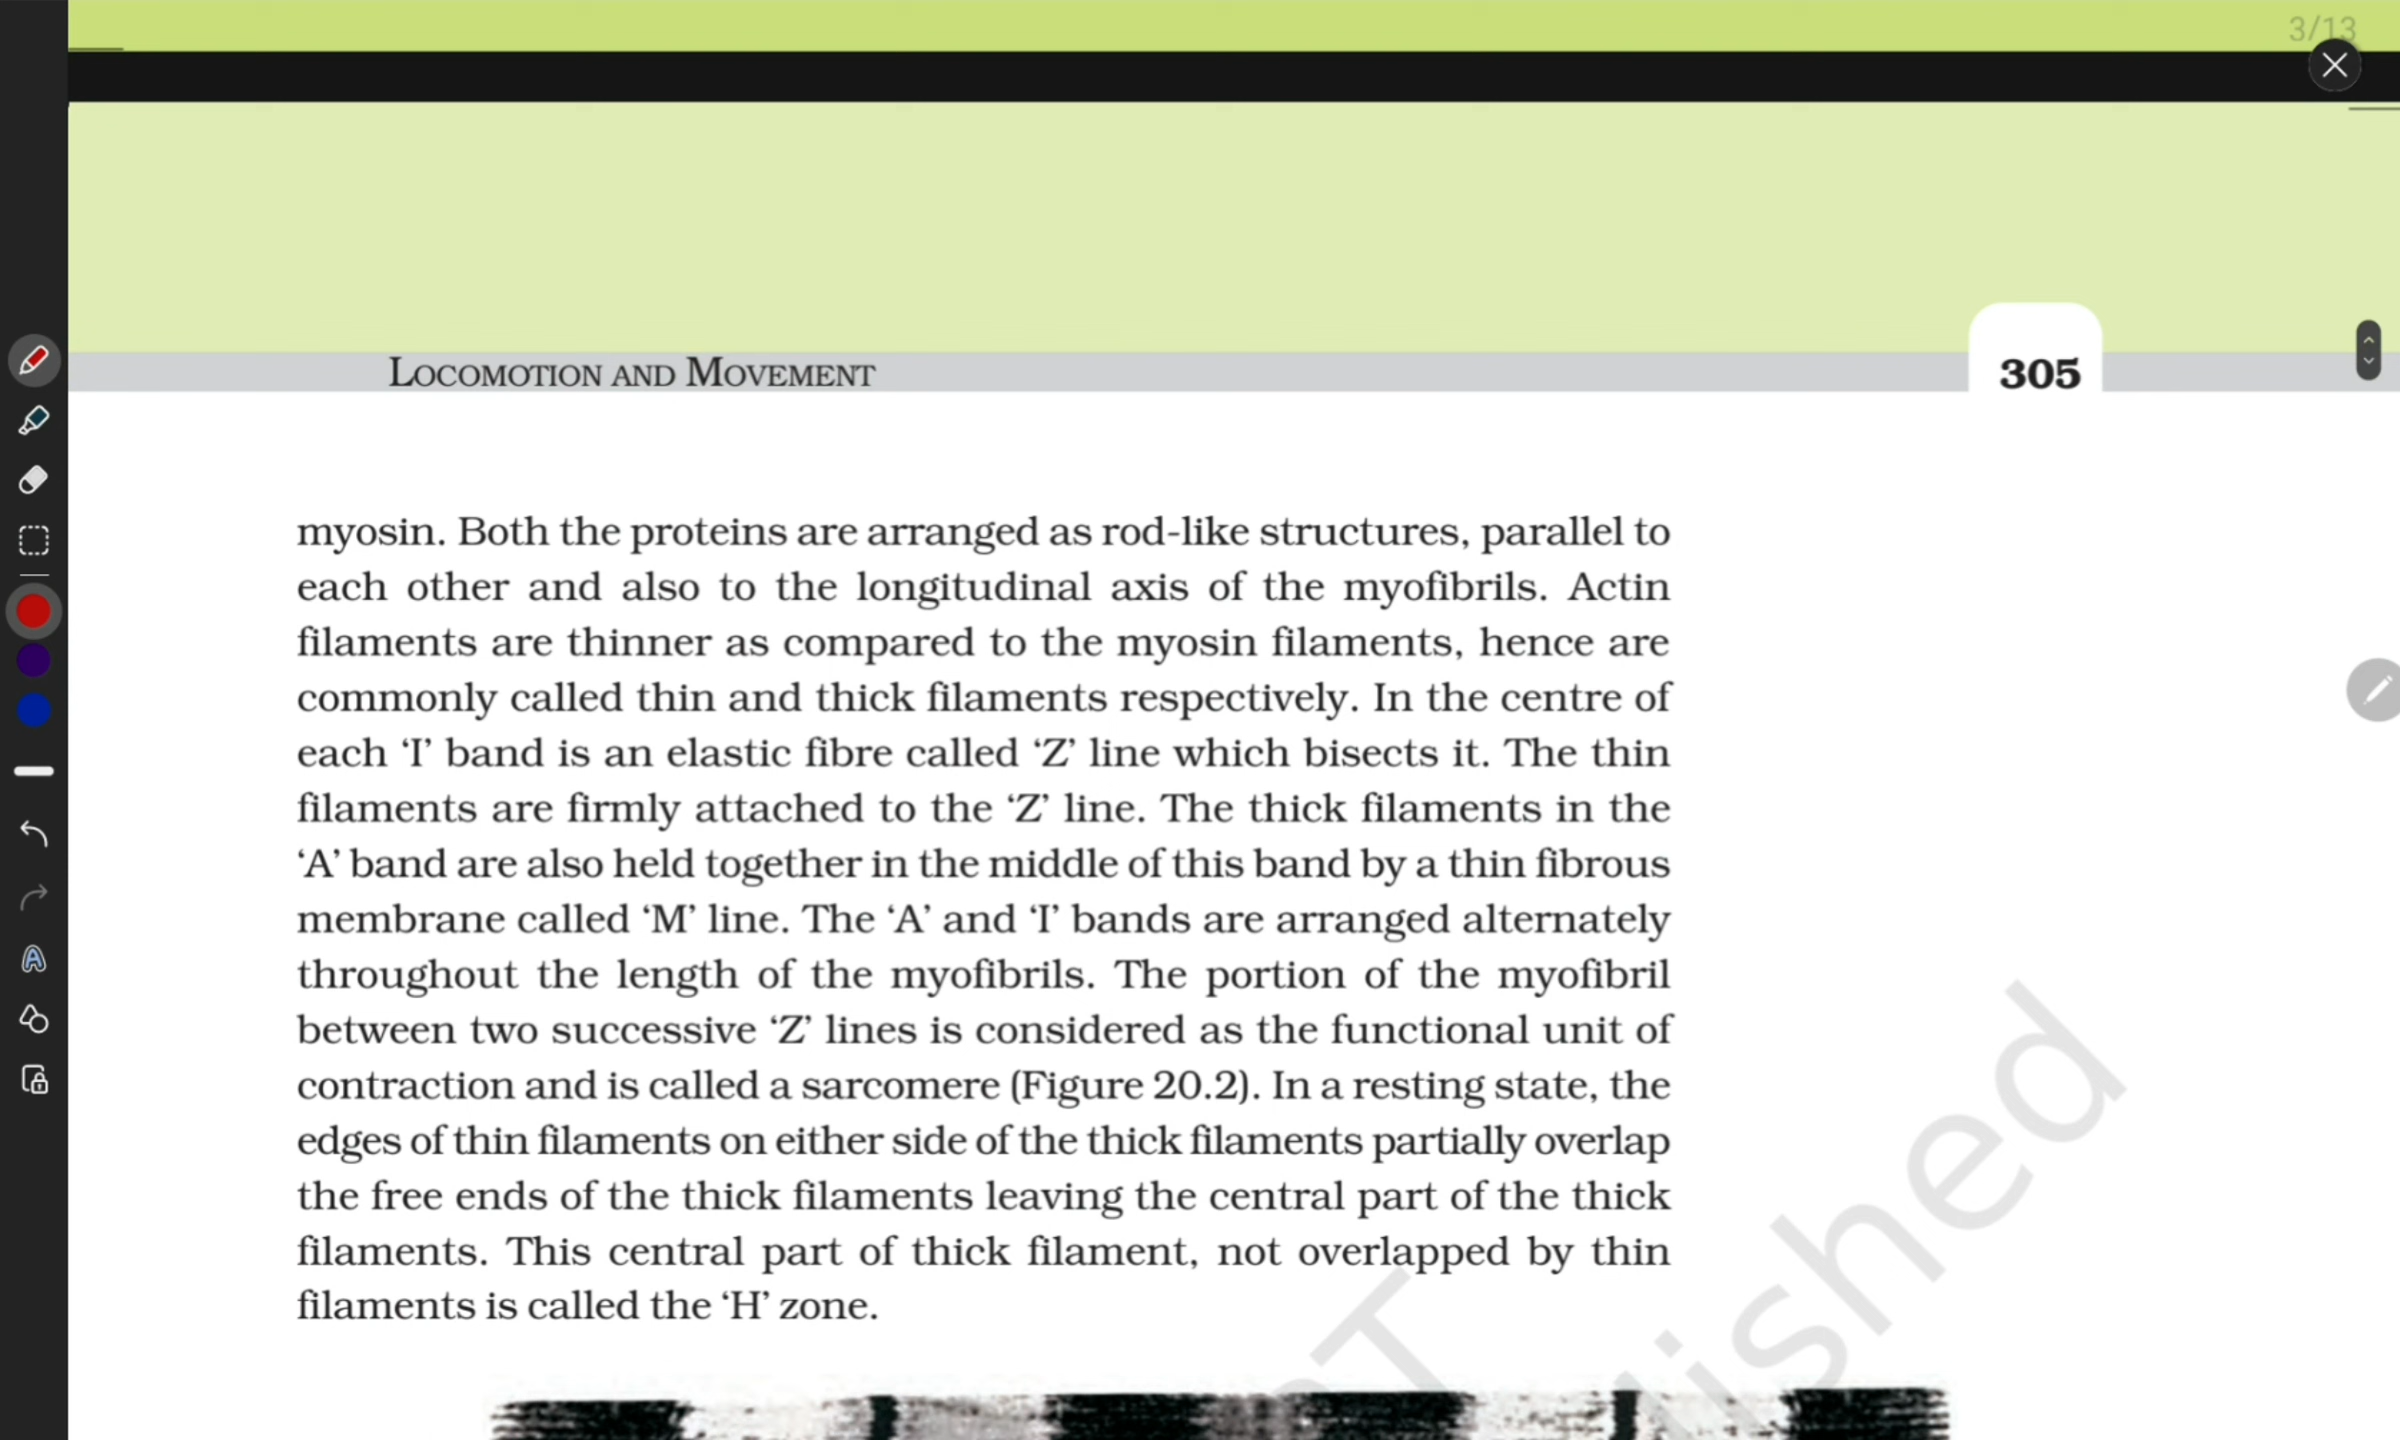 3/13
LOCOMOTION AND MOVEMENT
305
myosin. Both the proteins are arranged as rod-like structures, parallel to
each other and also to the longitudinal axis of the myofibrils. Actin
filaments are thinner as compared to the myosin filaments, hence are
commonly called thin and thick filaments respectively. In the centre of
each ‘I’ band is an elastic fibre called ‘Z’ line which bisects it. The thin
filaments are firmly attached to the ‘Z’ line. The thick filaments in the
‘A’ band are also held together in the middle of this band by a thin fibrous
membrane called ‘M’ line. The ‘A’ and ‘I’ bands are arranged alternately
throughout the length of the myofibrils. The portion of the myofibril
between two successive ‘Z’ lines is considered as the functional unit of
contraction and is called a sarcomere (Figure 20.2). In a resting state, the
edges of thin filaments on either side of the thick filaments partially overlap
the free ends of the thick filaments leaving the central part of the thick
filaments. This central part of thick filament, not overlapped by thin
filaments is called the ‘H’ zone.